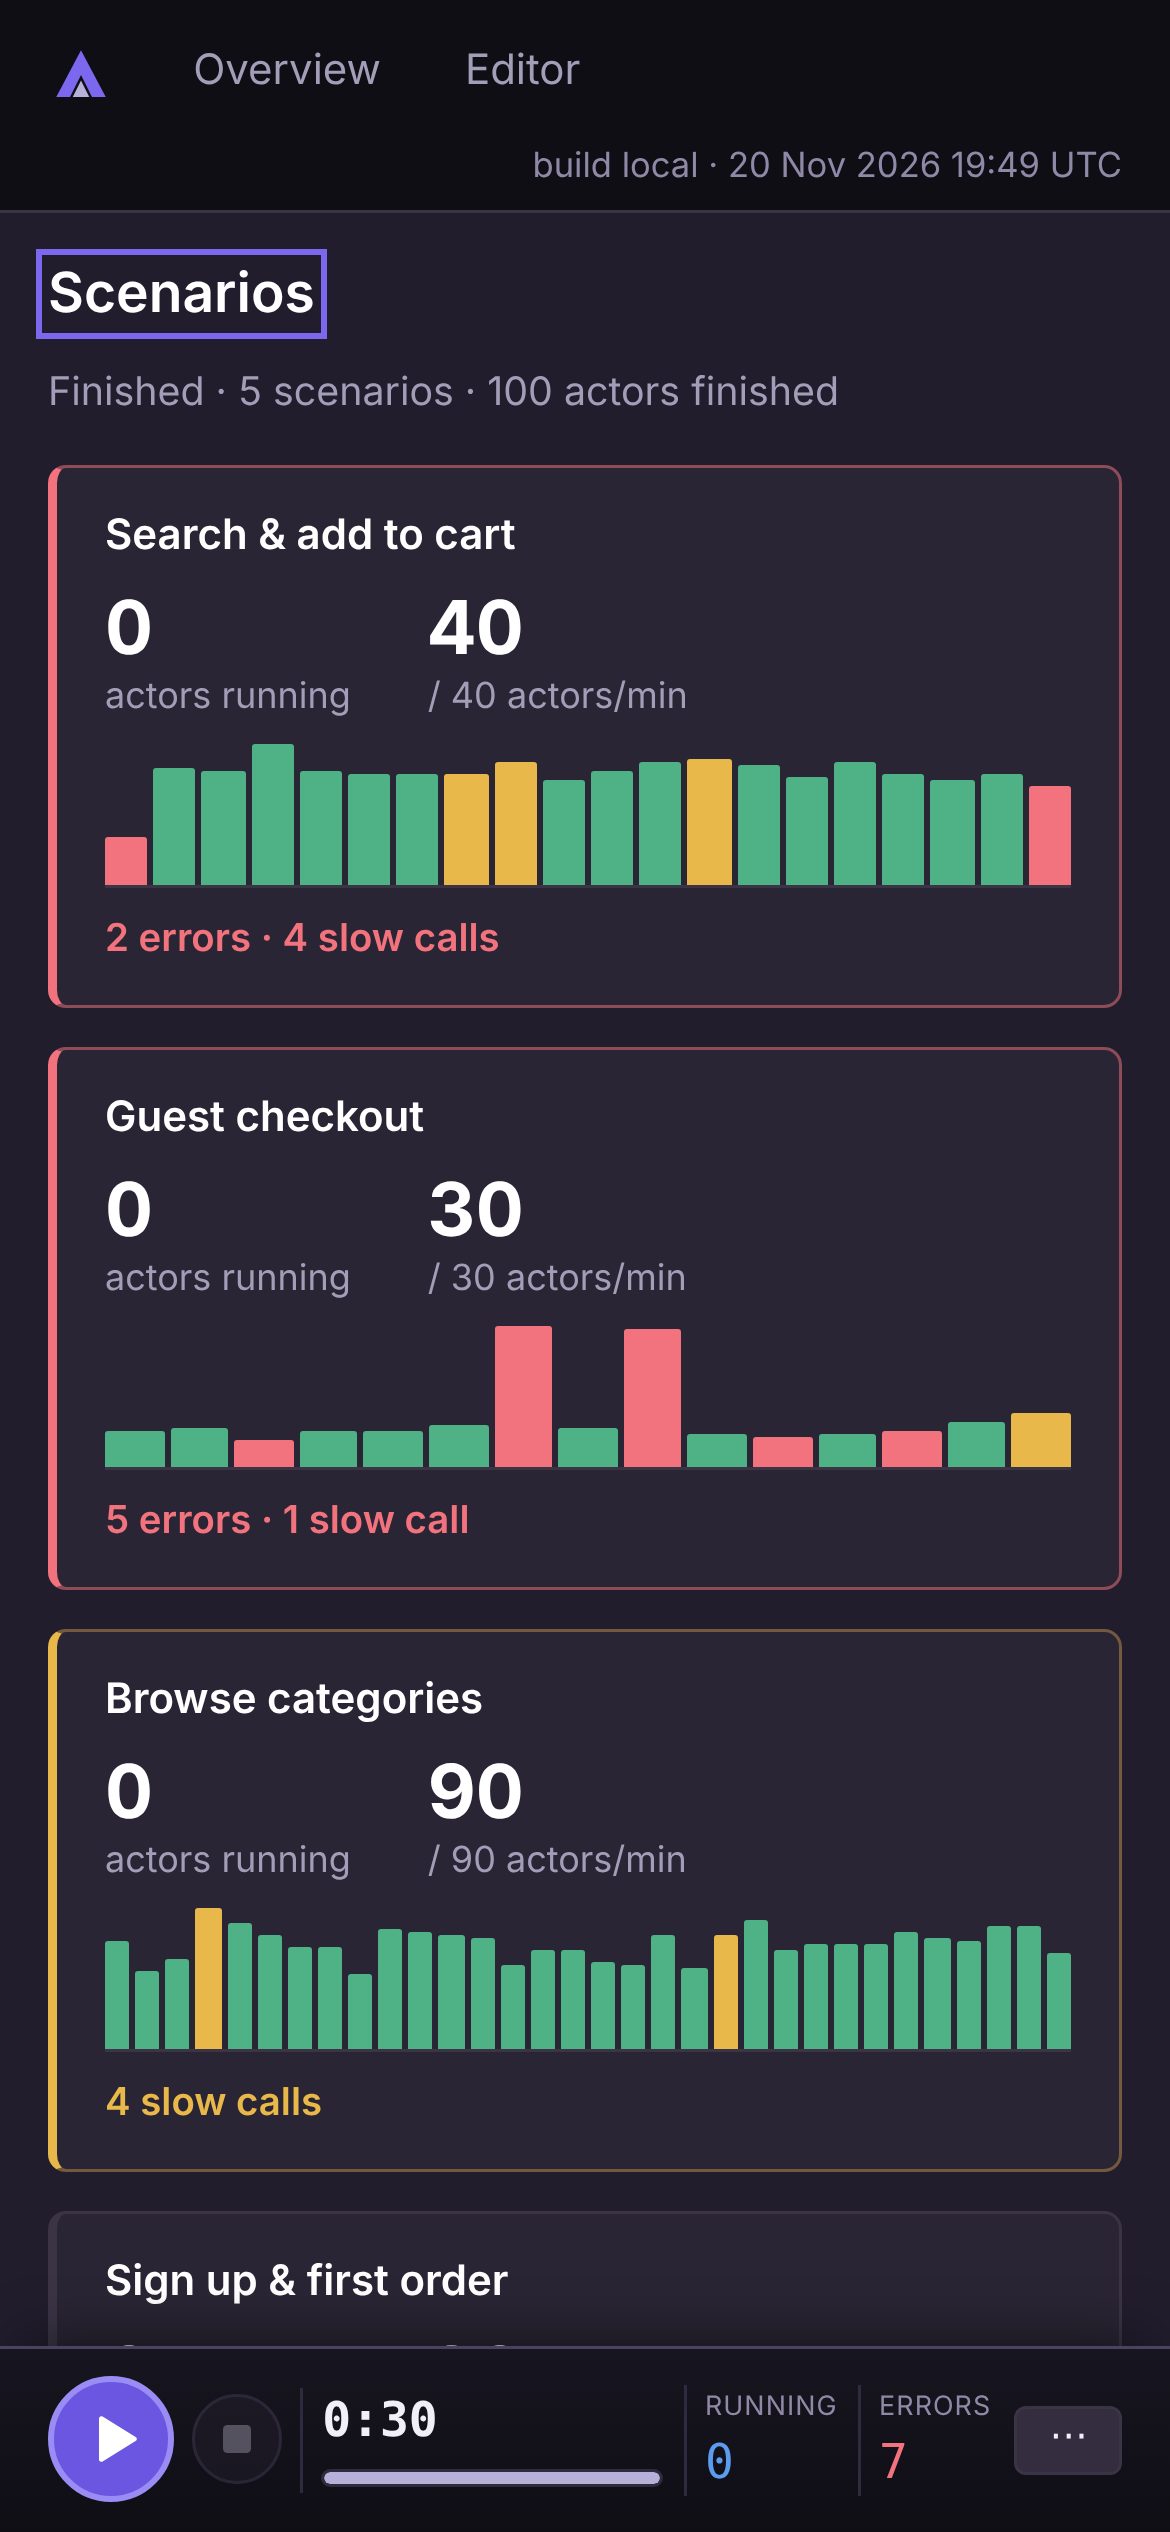 Overview Editor
build local · 20 Nov 2026 19:49 UTC
Scenarios
Finished · 5 scenarios · 100 actors finished
Search & add to cart
0 40
actors running / 40 actors/min
2 errors · 4 slow calls
Guest checkout
0 30
actors running / 30 actors/min
5 errors · 1 slow call
Browse categories
0 90
actors running / 90 actors/min
4 slow calls
Sign up & first order
0:30
RUNNING
0
ERRORS
7
...